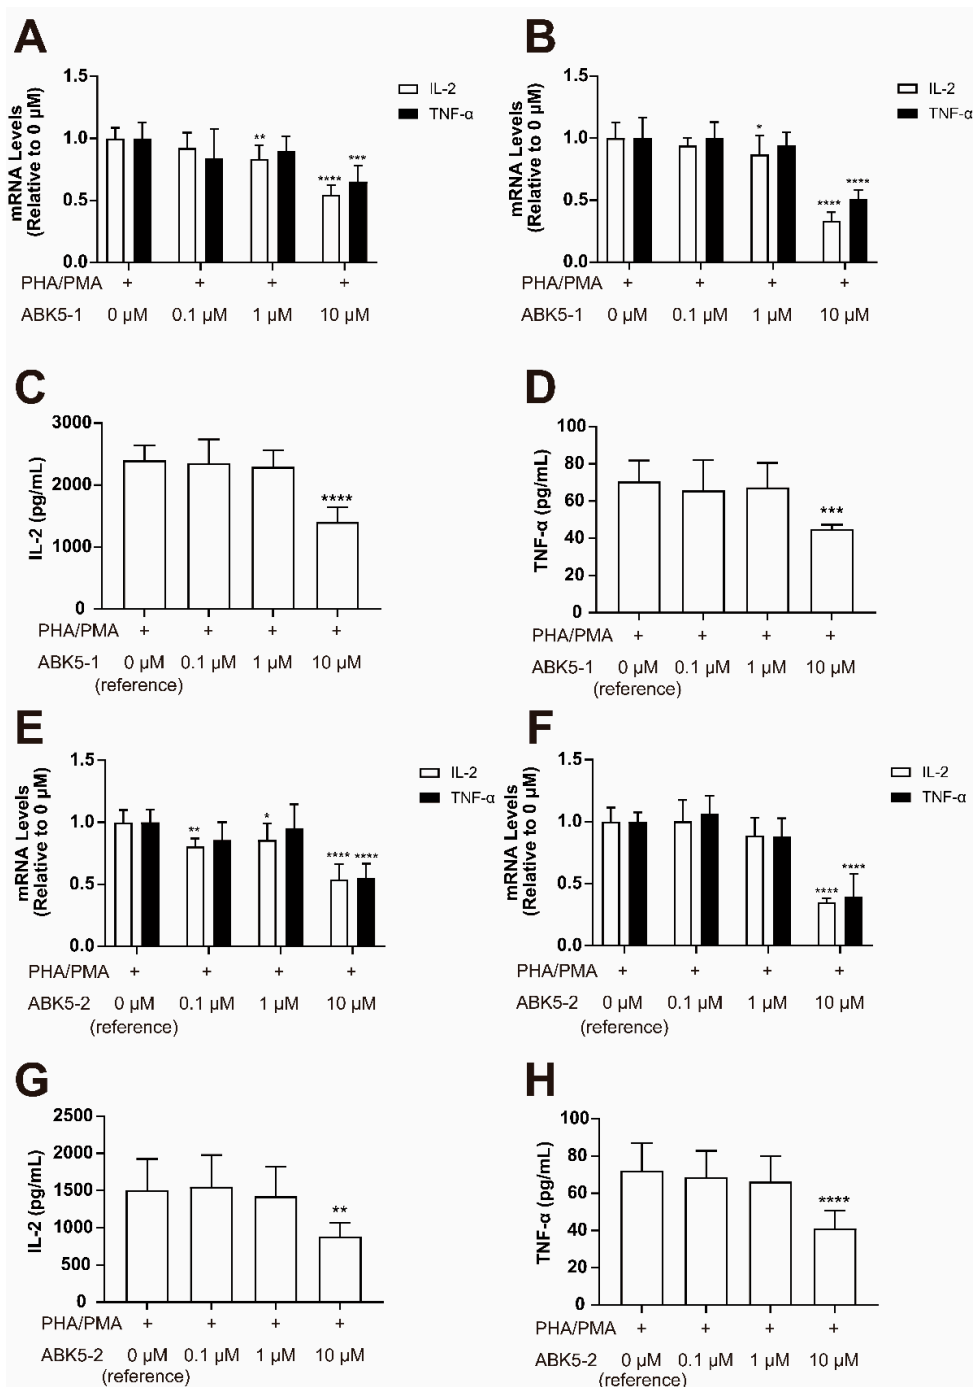 A
mRNA Levels
(Relative to 0 µM)
1.5
1.0
0.5
0.0
IL-2
TNF-α
**
****
***
PHA/PMA + + + +
ABK5-1 0 µM 0.1 µM 1 µM 10 µM
B
mRNA Levels
(Relative to 0 µM)
1.5
1.0
0.5
0.0
IL-2
TNF-α
*
****
****
PHA/PMA + + + +
ABK5-1 0 µM 0.1 µM 1 µM 10 µM
C
IL-2 (pg/mL)
3000
2000
1000
0
****
PHA/PMA + + + +
ABK5-1 0 µM 0.1 µM 1 µM 10 µM
(reference)
D
TNF-α (pg/mL)
100
80
60
40
20
0
***
PHA/PMA + + + +
ABK5-1 0 µM 0.1 µM 1 µM 10 µM
(reference)
E
mRNA Levels
(Relative to 0 µM)
1.5
1.0
0.5
0.0
IL-2
TNF-α
**
*
****
****
PHA/PMA + + + +
ABK5-2 0 µM 0.1 µM 1 µM 10 µM
(reference)
F
mRNA Levels
(Relative to 0 µM)
1.5
1.0
0.5
0.0
IL-2
TNF-α
****
****
PHA/PMA + + + +
ABK5-2 0 µM 0.1 µM 1 µM 10 µM
(reference)
G
IL-2 (pg/mL)
2500
2000
1500
1000
500
0
**
PHA/PMA + + + +
ABK5-2 0 µM 0.1 µM 1 µM 10 µM
(reference)
H
TNF-α (pg/mL)
100
80
60
40
20
0
****
PHA/PMA + + + +
ABK5-2 0 µM 0.1 µM 1 µM 10 µM
(reference)